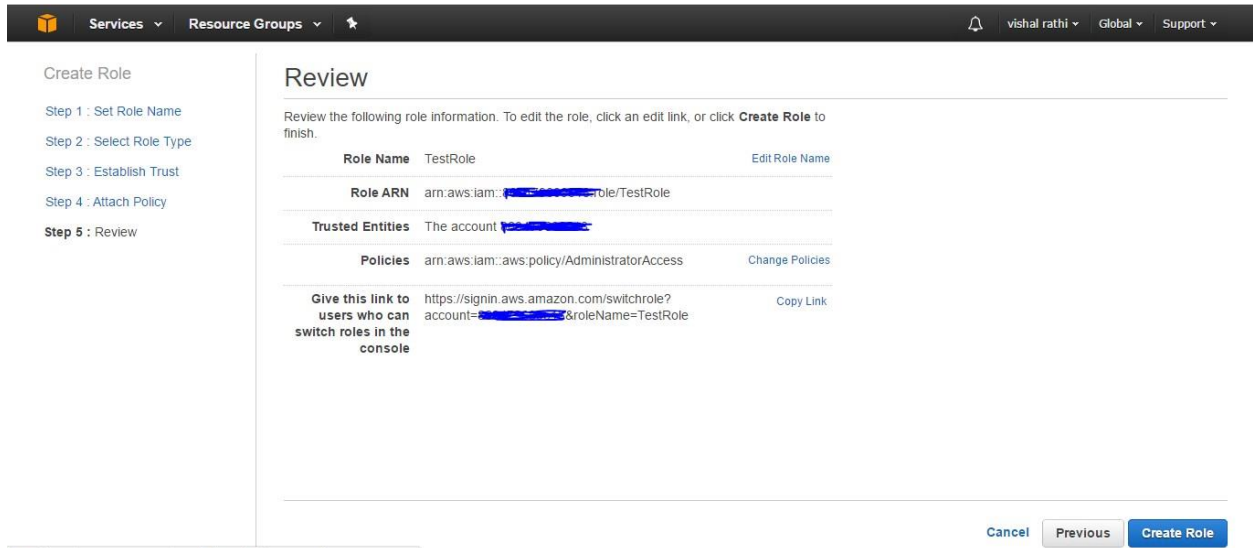 Services Resource Groups vishal rathi Global Support
Create Role
Review
Step 1 : Set Role Name
Review the following role information. To edit the role, click an edit link, or click Create Role to
finish.
Step 2 : Select Role Type
Role Name TestRole Edit Role Name
Step 3 : Establish Trust
Role ARN arn:aws:iam:: role/TestRole
Step 4 : Attach Policy
Trusted Entities The account
Step 5 : Review
Policies arn:aws:iam::aws:policy/AdministratorAccess Change Policies
Give this link to https://signin.aws.amazon.com/switchrole? Copy Link
users who can account= &roleName=TestRole
switch roles in the
console
Cancel Previous Create Role